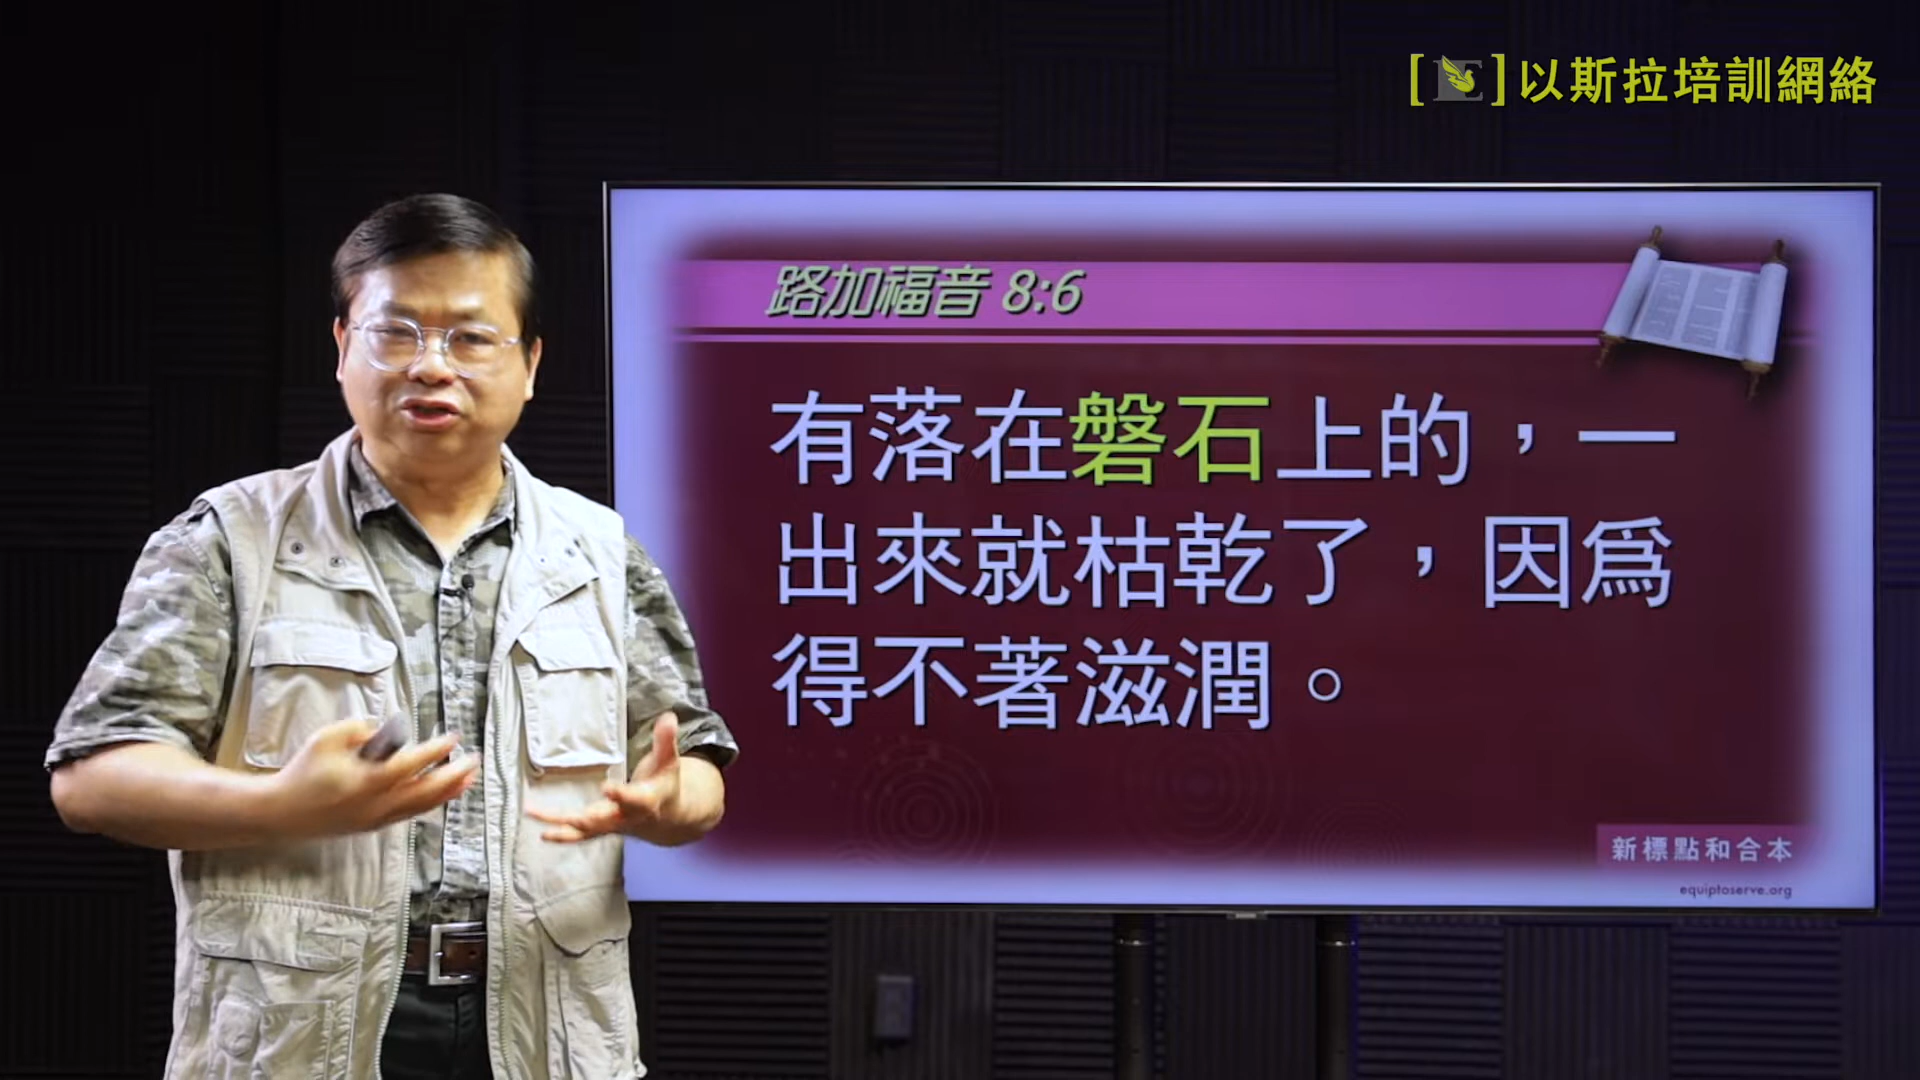 以斯拉培訓網絡
路加福音 8:6
有落在磐石上的，一
出來就枯乾了，因爲
得不著滋潤。
新標點和合本
equiptoserve.org